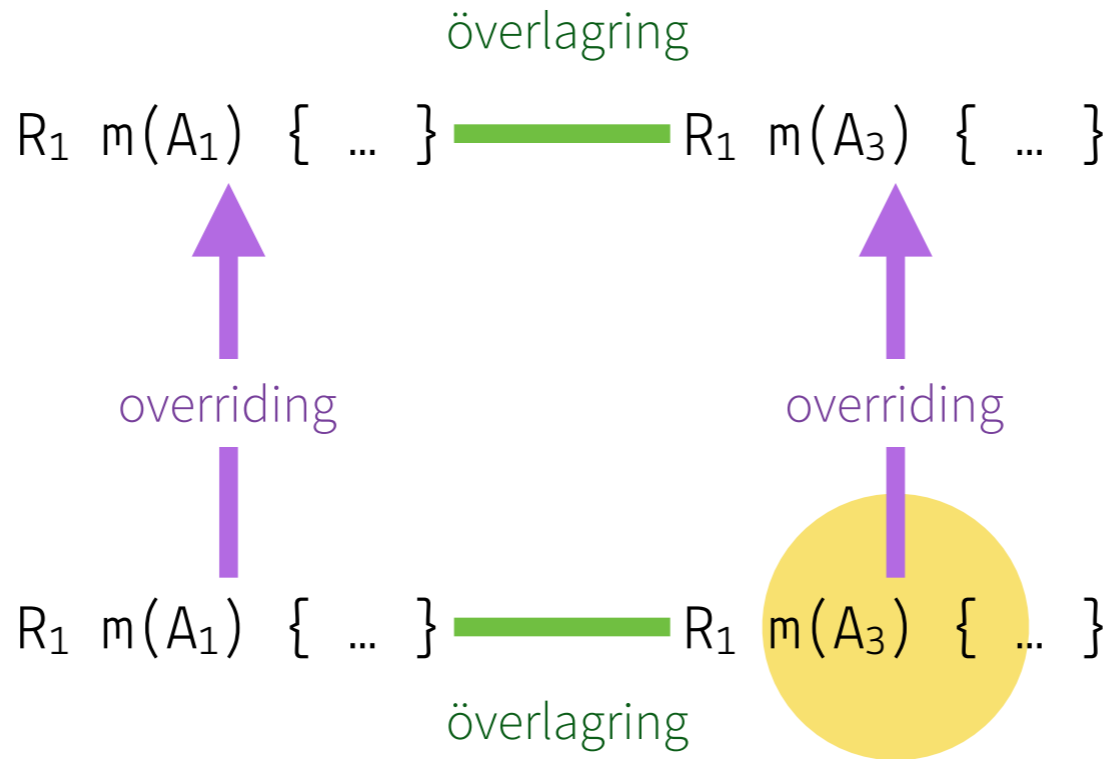 överlagring
R₁ m(A₁) { … } R₁ m(A₃) { … }
overriding overriding
R₁ m(A₁) { … } R₁ m(A₃) { … }
överlagring